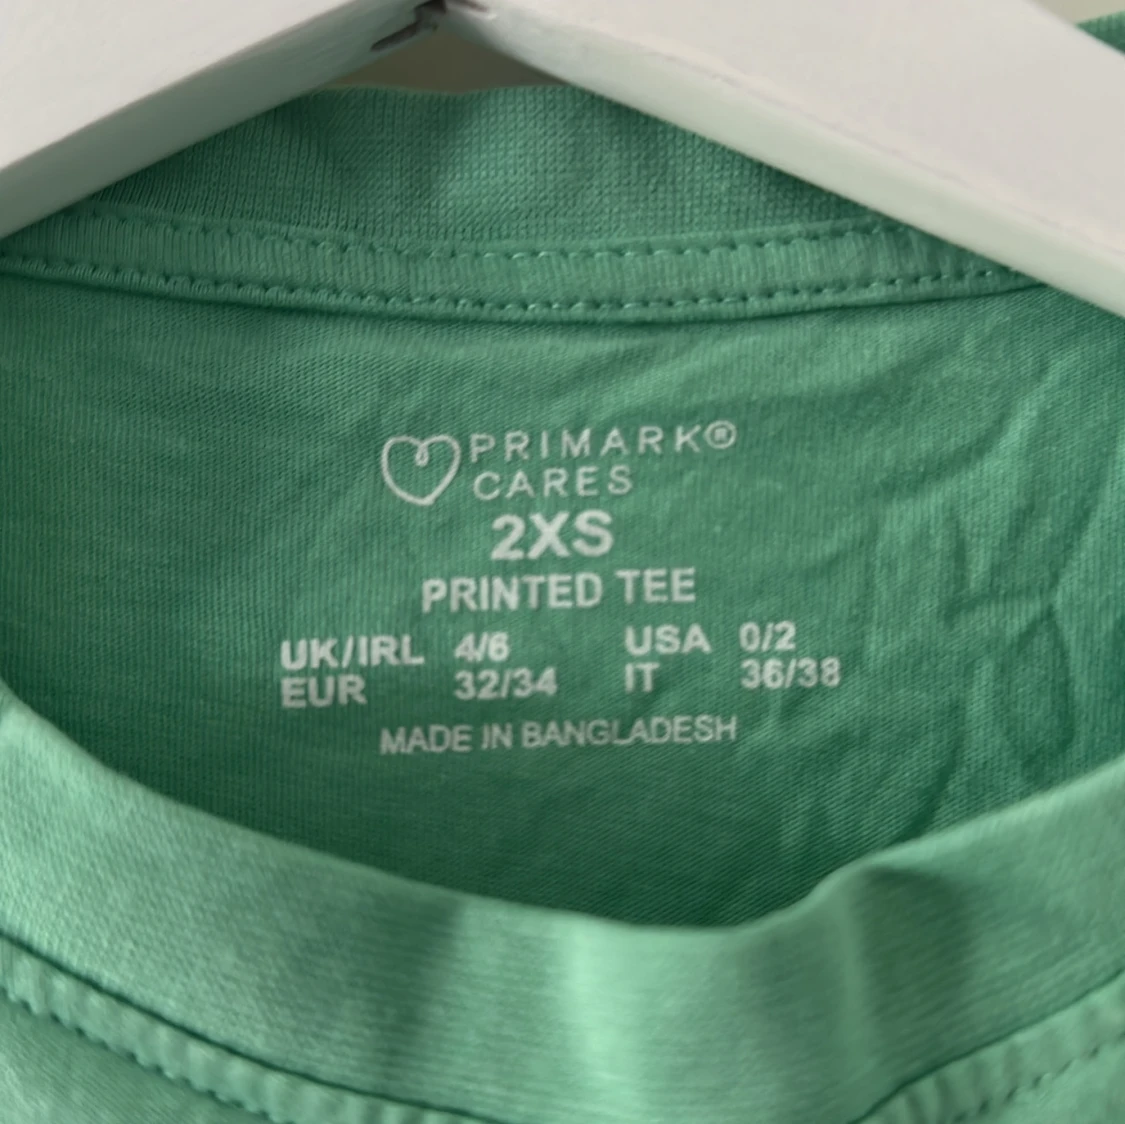 PRIMARK®
CARES
2XS
PRINTED TEE
UK/IRL 4/6 USA 0/2
EUR 32/34 IT 36/38
MADE IN BANGLADESH